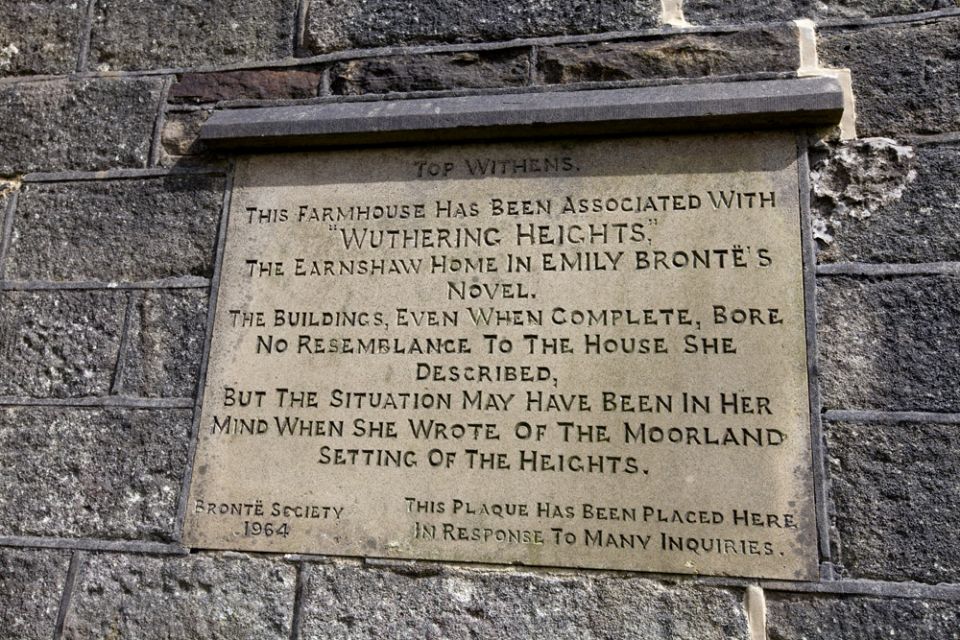 TOP WITHENS.
THIS FARMHOUSE HAS BEEN ASSOCIATED WITH
"WUTHERING HEIGHTS,"
THE EARNSHAW HOME IN EMILY BRONTË'S
NOVEL.
THE BUILDINGS, EVEN WHEN COMPLETE, BORE
NO RESEMBLANCE TO THE HOUSE SHE
DESCRIBED,
BUT THE SITUATION MAY HAVE BEEN IN HER
MIND WHEN SHE WROTE OF THE MOORLAND
SETTING OF THE HEIGHTS.
BRONTË SOCIETY
1964
THIS PLAQUE HAS BEEN PLACED HERE
IN RESPONSE TO MANY INQUIRIES.